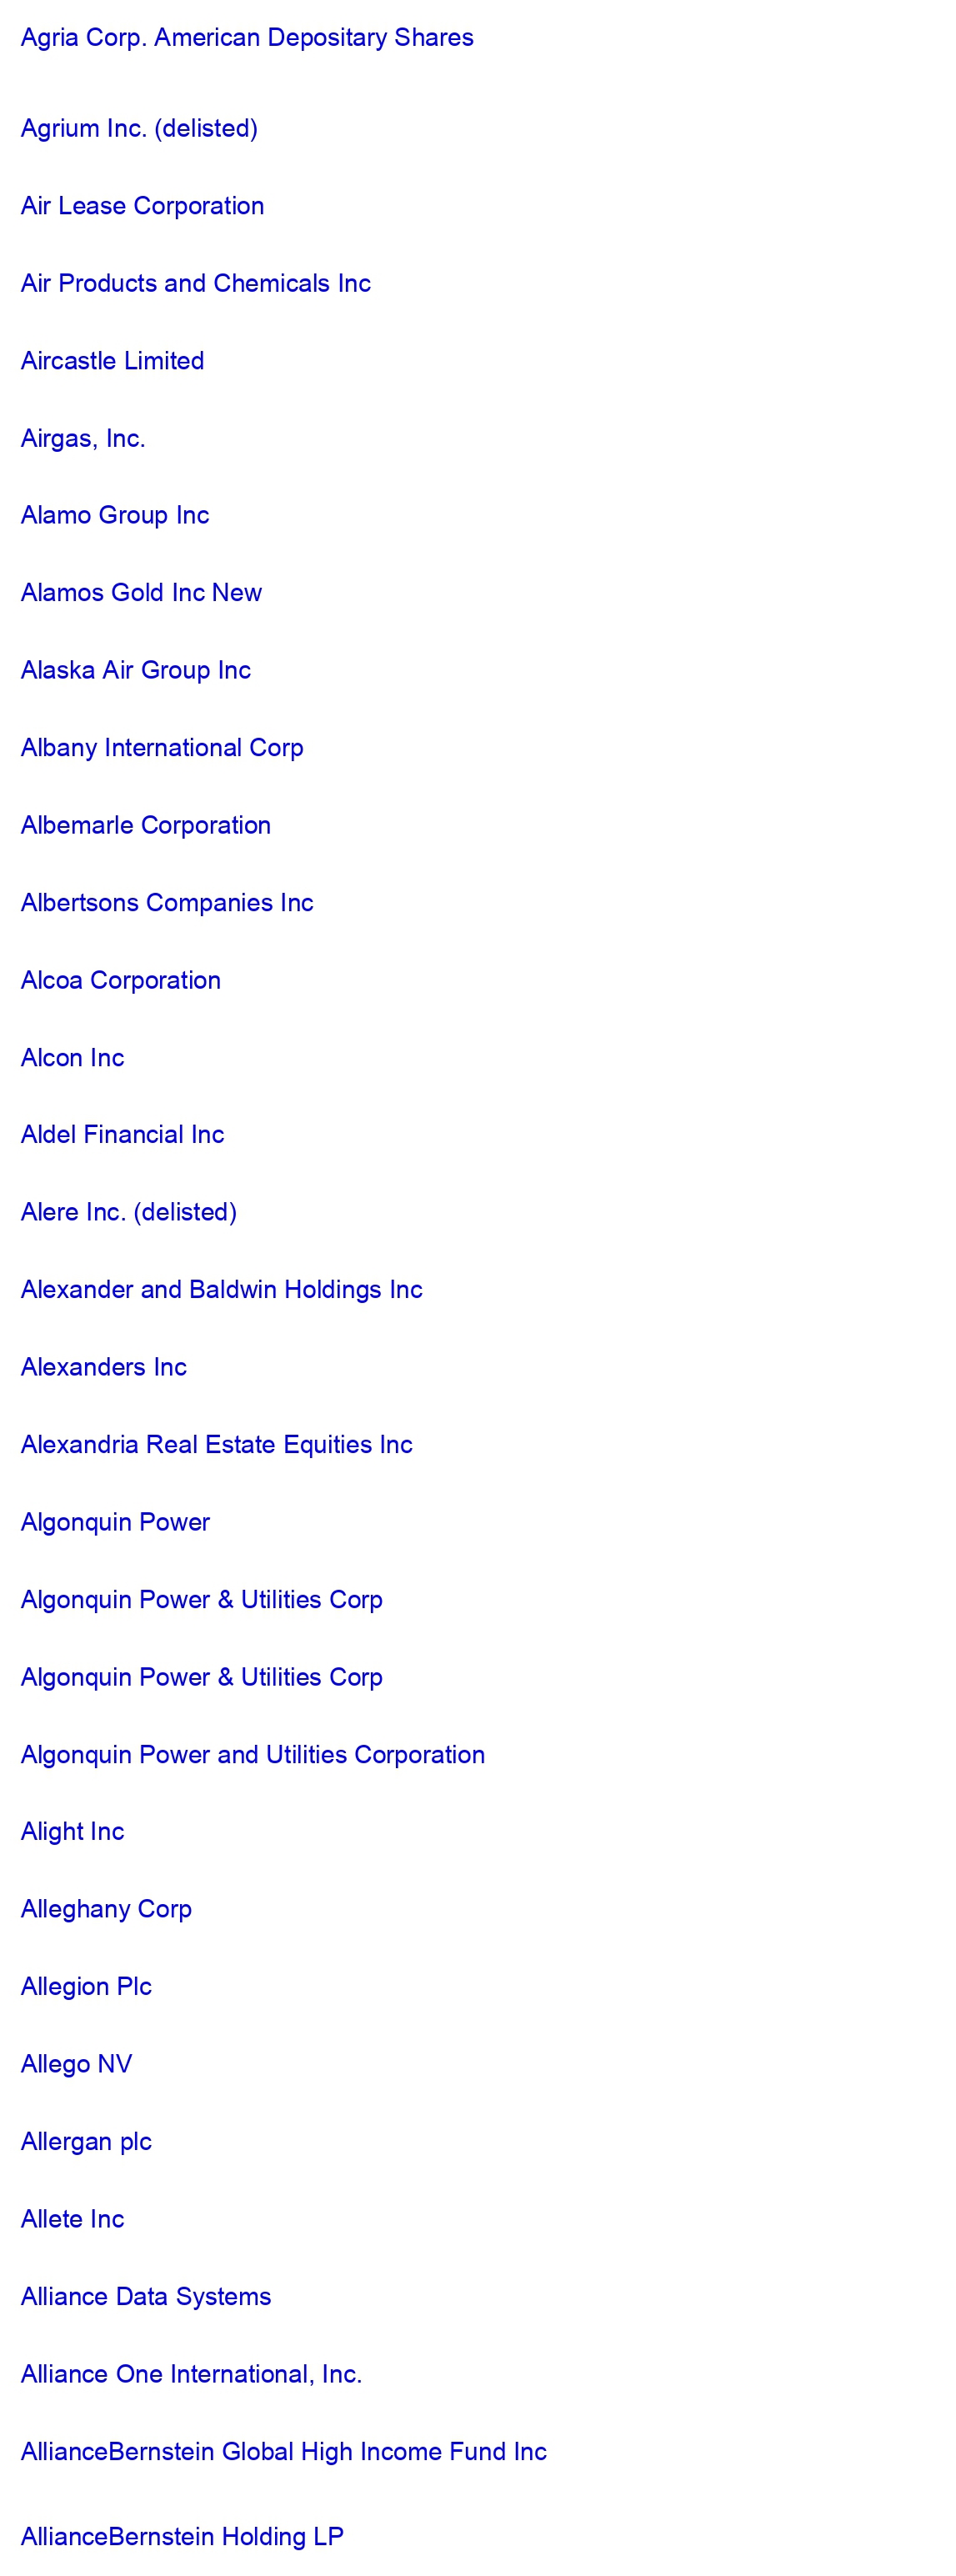 Agria Corp. American Depositary Shares
Agrium Inc. (delisted)
Air Lease Corporation
Air Products and Chemicals Inc
Aircastle Limited
Airgas, Inc.
Alamo Group Inc
Alamos Gold Inc New
Alaska Air Group Inc
Albany International Corp
Albemarle Corporation
Albertsons Companies Inc
Alcoa Corporation
Alcon Inc
Aldel Financial Inc
Alere Inc. (delisted)
Alexander and Baldwin Holdings Inc
Alexanders Inc
Alexandria Real Estate Equities Inc
Algonquin Power
Algonquin Power & Utilities Corp
Algonquin Power & Utilities Corp
Algonquin Power and Utilities Corporation
Alight Inc
Alleghany Corp
Allegion Plc
Allego NV
Allergan plc
Allete Inc
Alliance Data Systems
Alliance One International, Inc.
AllianceBernstein Global High Income Fund Inc
AllianceBernstein Holding LP